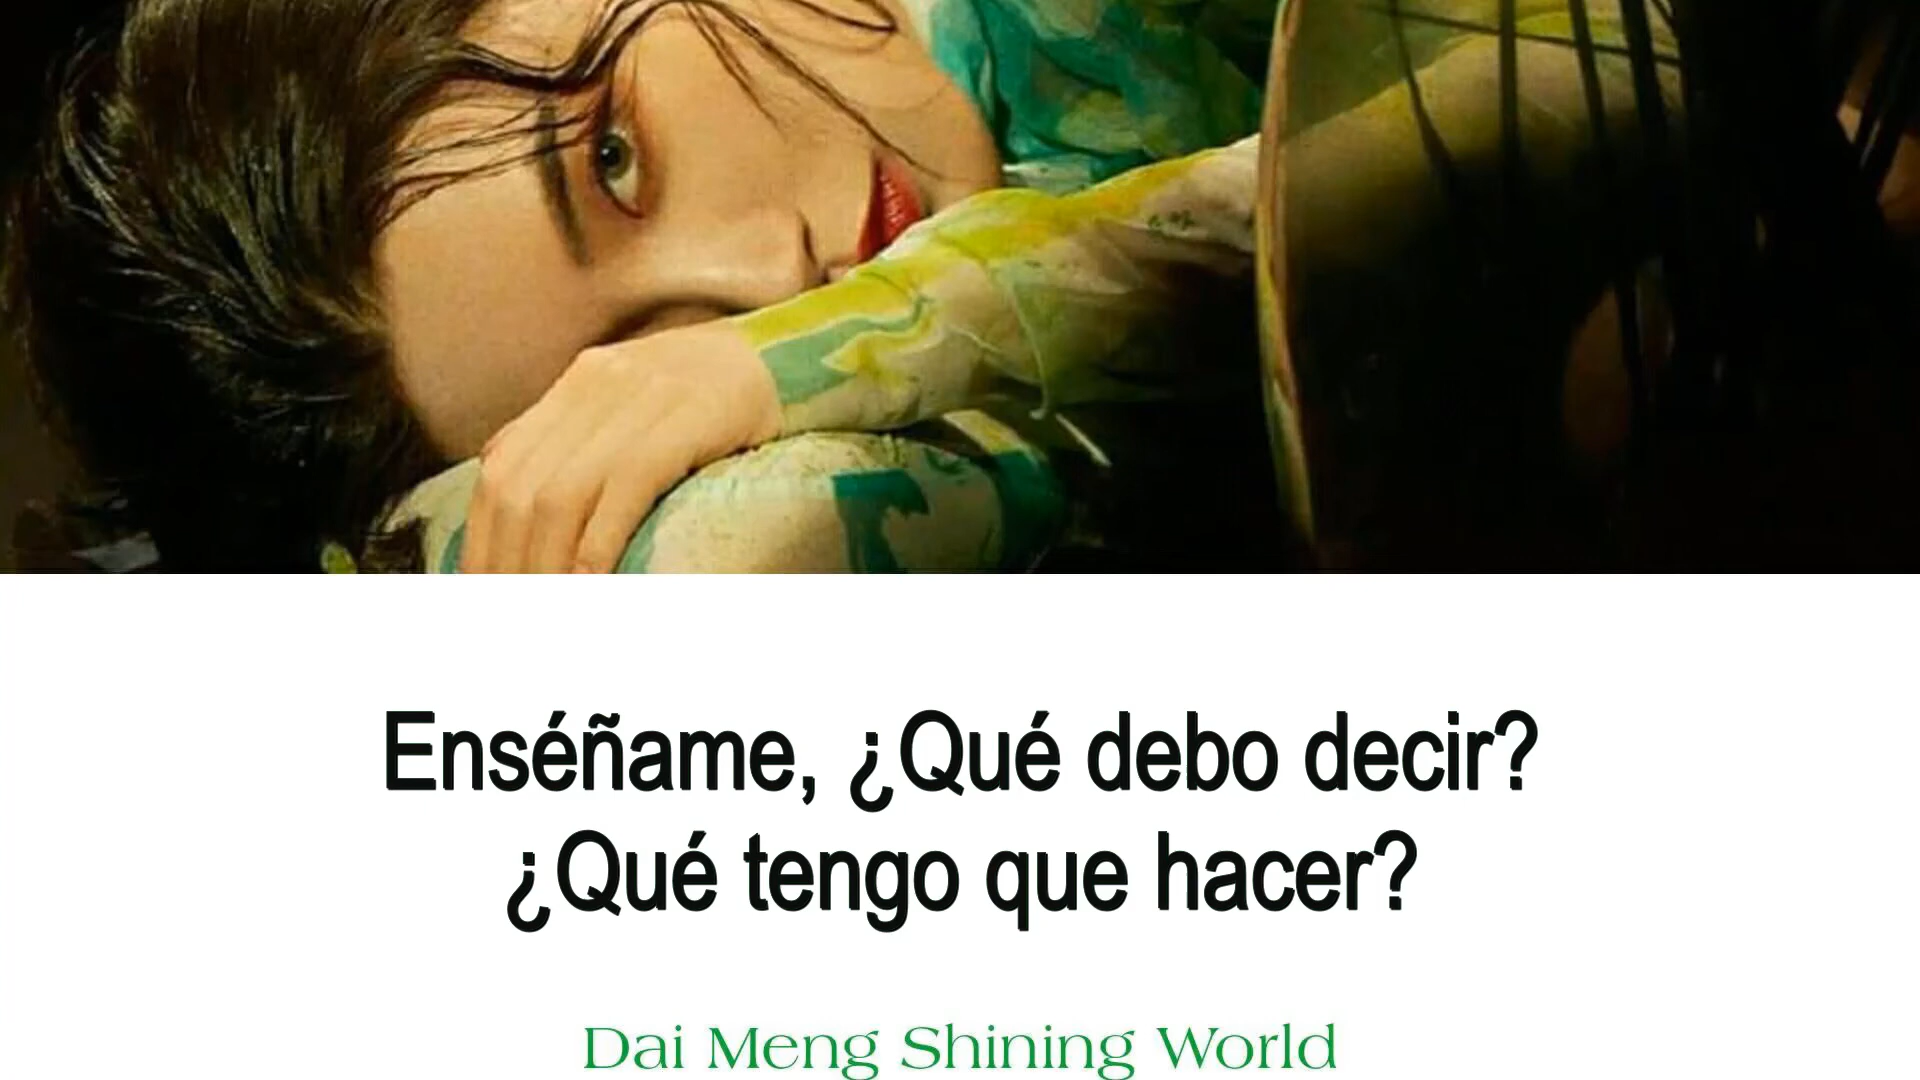 Enséñame, ¿Qué debo decir?
¿Qué tengo que hacer?
Dai Meng Shining World